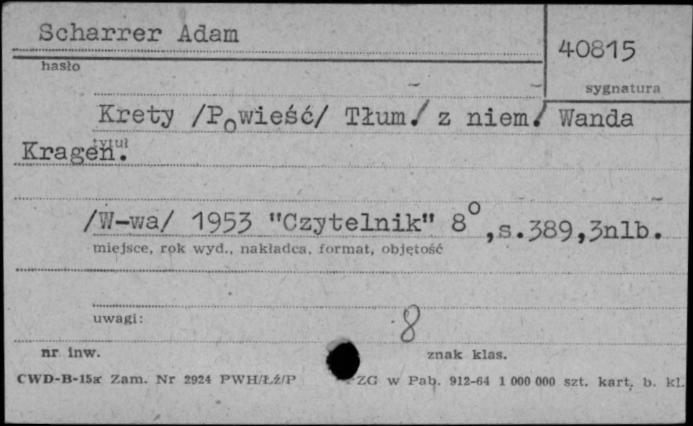 Scharrer Adam
40815
hasło
sygnatura
Krety /Powieść/ Tłum./ z niem./ Wanda
tytuł
Kragen.
/W-wa/ 1953 "Czytelnik" 8°,s.389,3nlb.
miejsce, rok wyd., nakładca, format, objętość
uwagi:
8
nr inw.
znak klas.
CWD-B-15a Zam. Nr 2924 PWH/Łź/P ZG w Pab. 912-64 1 000 000 szt. kart. b. kl.